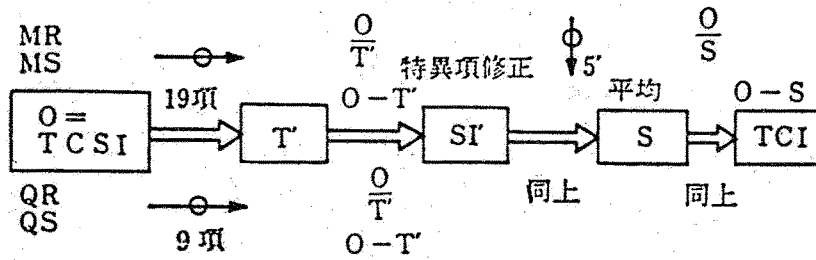 MR
MS
19項
O/T′
O－T′
特異項修正
5′
平均
O/S
O－S
O＝
TCSI
T′
SI′
S
TCI
QR
QS
9項
O/T′
O－T′
同上
同上